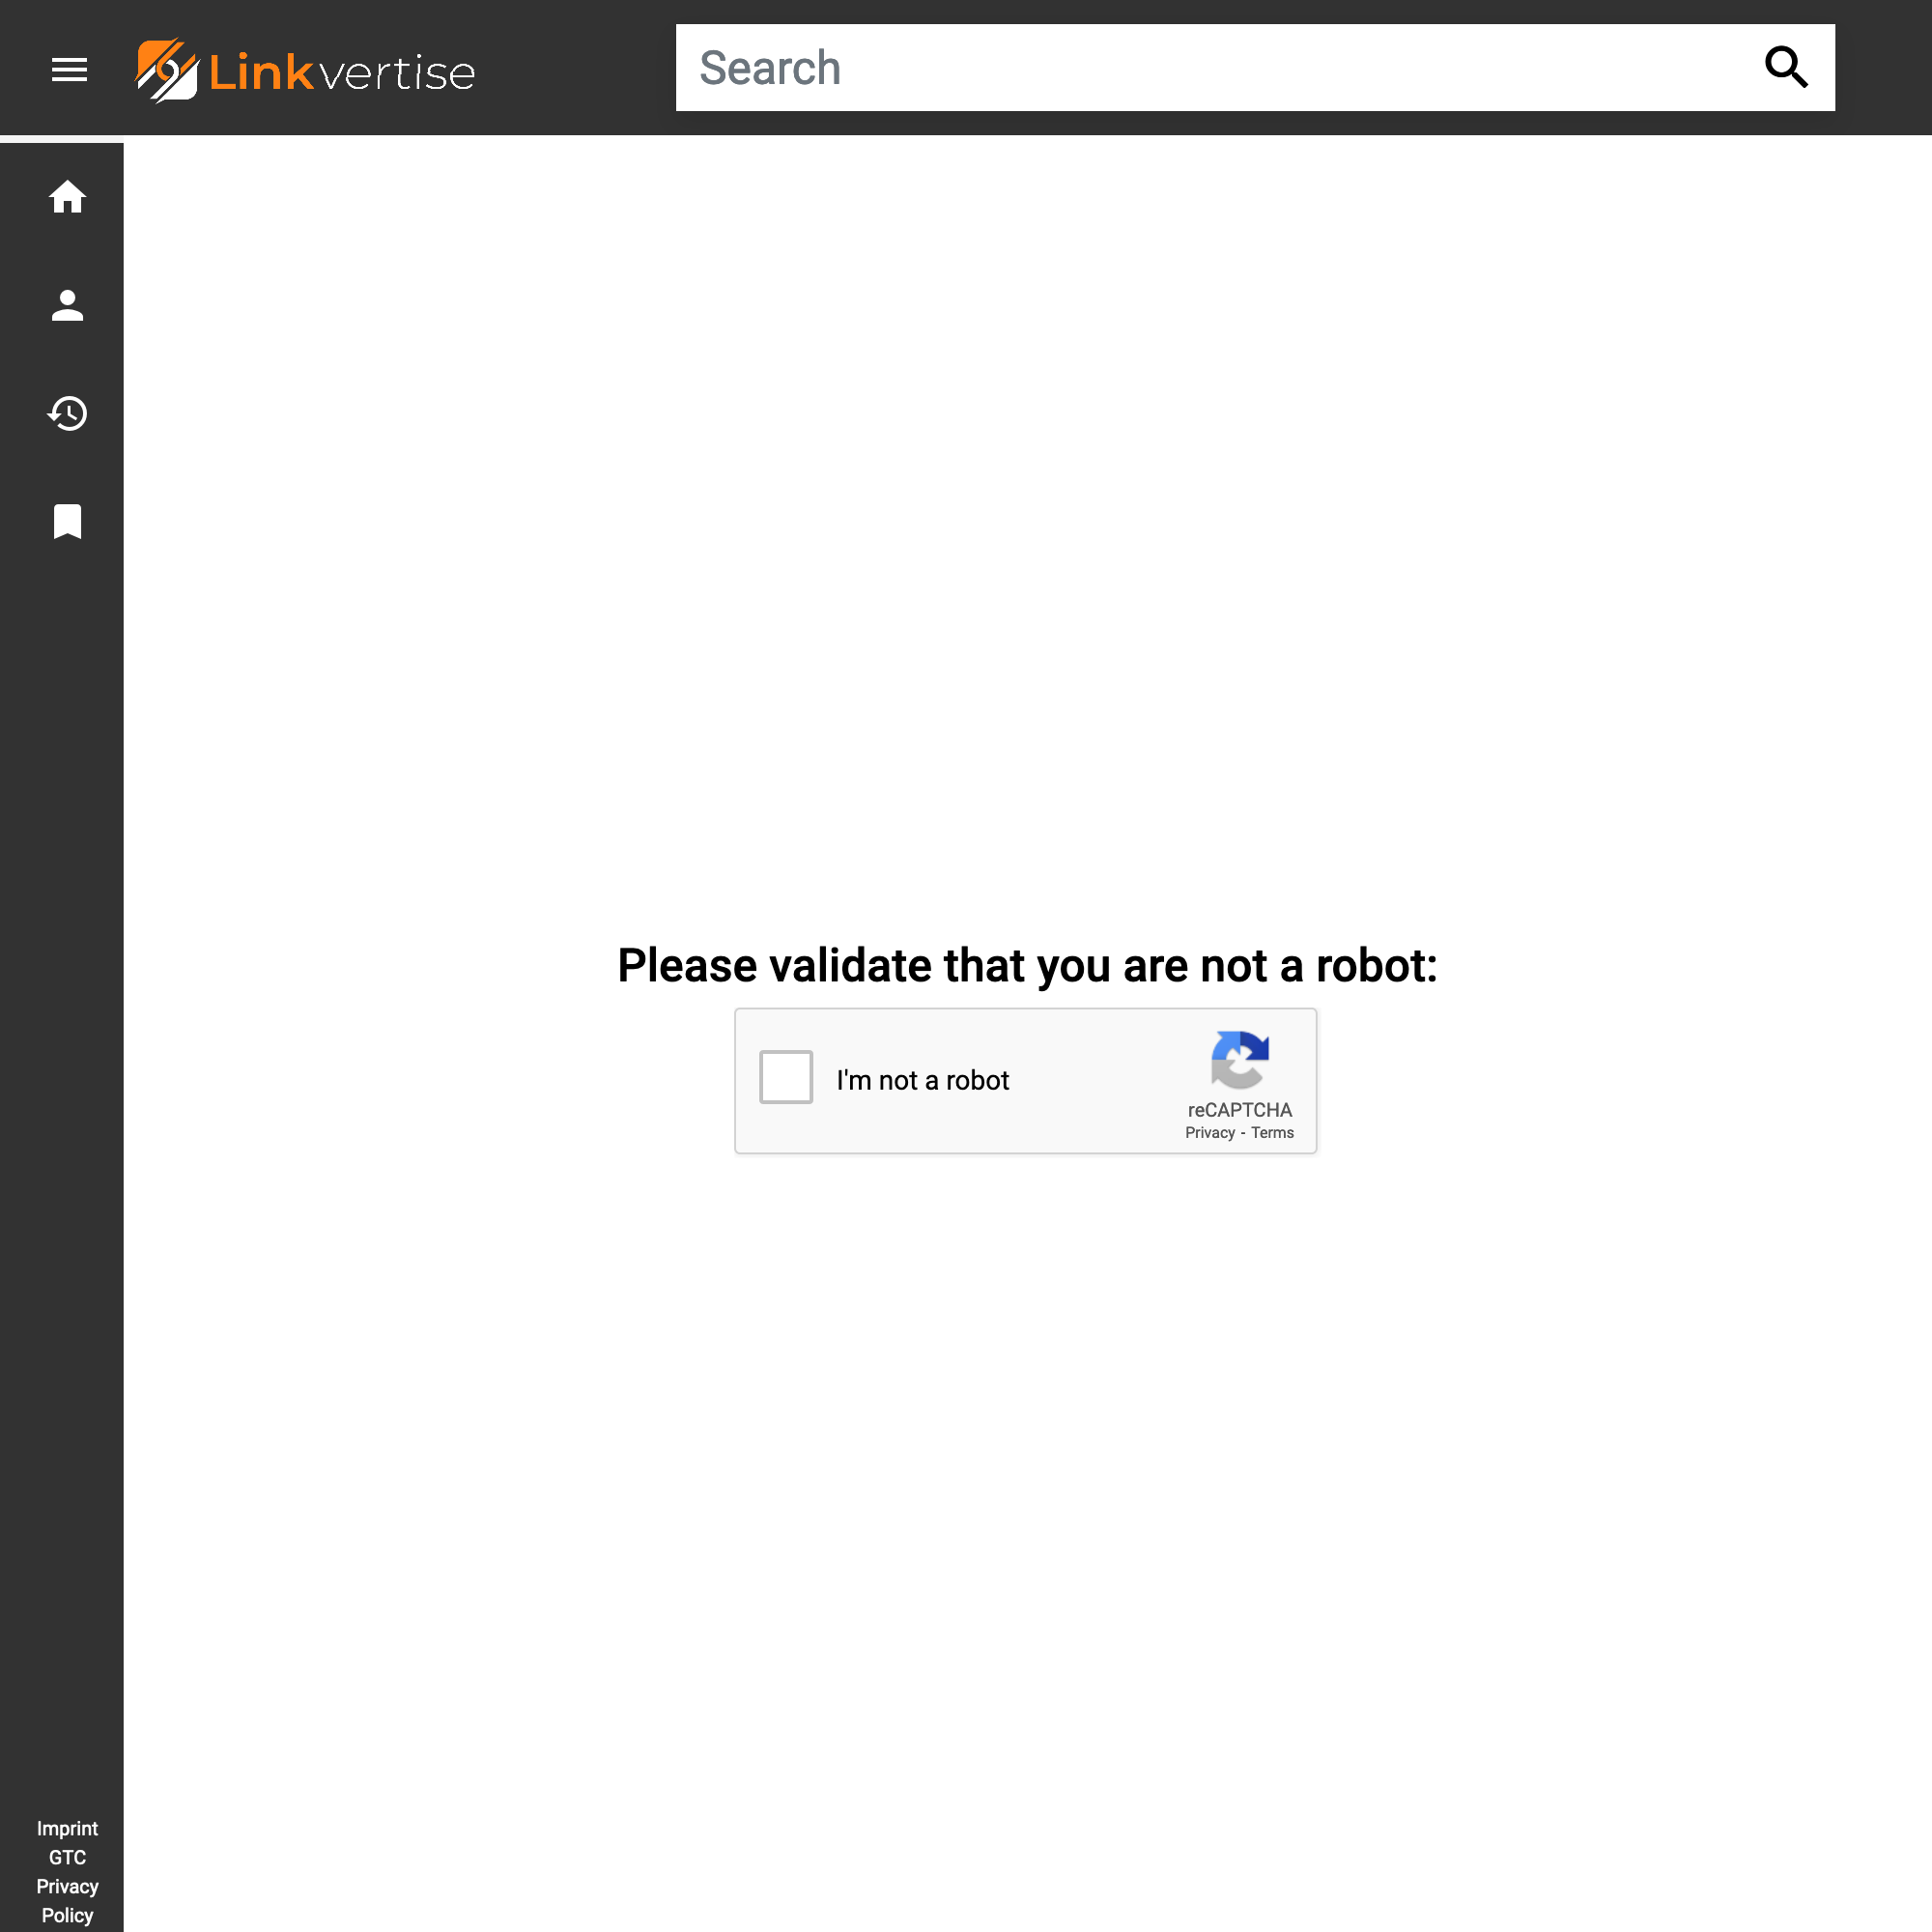 Linkvertise
Search
Please validate that you are not a robot:
I'm not a robot
reCAPTCHA
Privacy - Terms
Imprint
GTC
Privacy
Policy